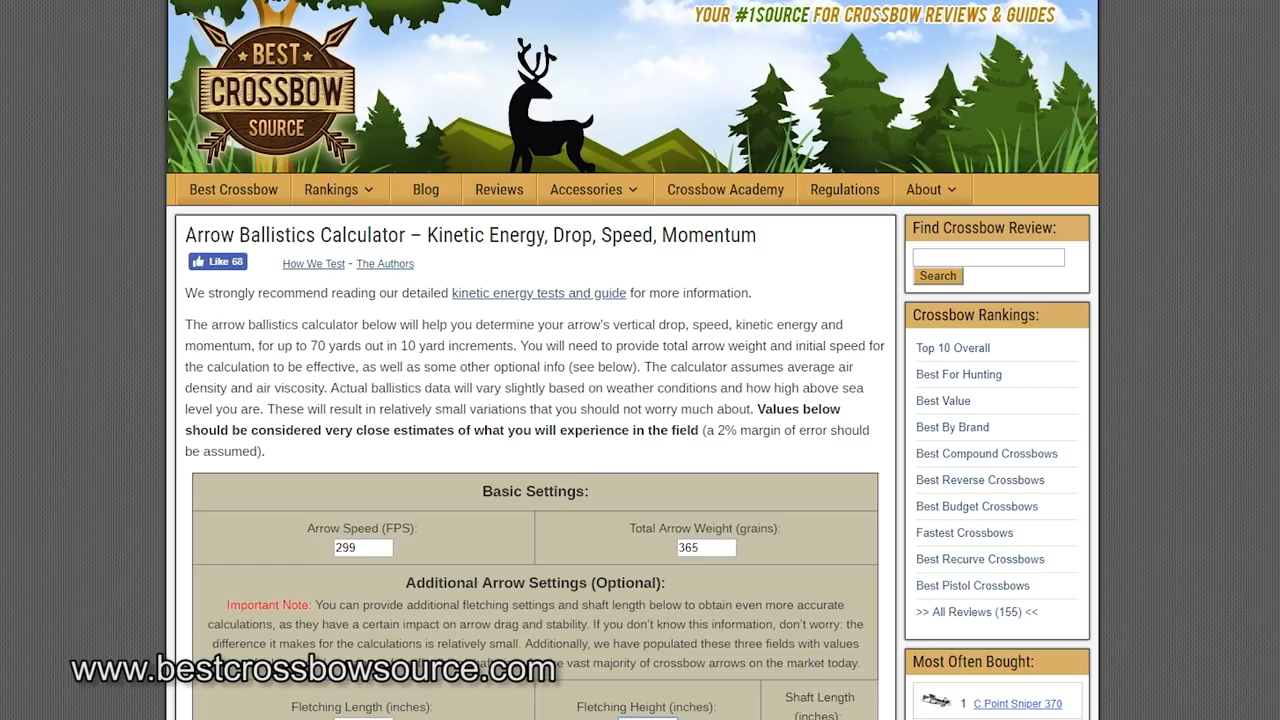 YOUR #1SOURCE FOR CROSSBOW REVIEWS & GUIDES
BEST
CROSSBOW
SOURCE
Best Crossbow
Rankings
Blog
Reviews
Accessories
Crossbow Academy
Regulations
About
Arrow Ballistics Calculator – Kinetic Energy, Drop, Speed, Momentum
Like 68
How We Test - The Authors
We strongly recommend reading our detailed kinetic energy tests and guide for more information.
The arrow ballistics calculator below will help you determine your arrow's vertical drop, speed, kinetic energy and
momentum, for up to 70 yards out in 10 yard increments. You will need to provide total arrow weight and initial speed for
the calculation to be effective, as well as some other optional info (see below). The calculator assumes average air
density and air viscosity. Actual ballistics data will vary slightly based on weather conditions and how high above sea
level you are. These will result in relatively small variations that you should not worry much about. Values below
should be considered very close estimates of what you will experience in the field (a 2% margin of error should
be assumed).
Basic Settings:
Arrow Speed (FPS):
299
Total Arrow Weight (grains):
365
Additional Arrow Settings (Optional):
Important Note: You can provide additional fletching settings and shaft length below to obtain even more accurate
calculations, as they have a certain impact on arrow drag and stability. If you don't know this information, don't worry: the
difference it makes for the calculations is relatively small. Additionally, we have populated these three fields with values
vast majority of crossbow arrows on the market today.
www.bestcrossbowsource.com
Fletching Length (inches):
Fletching Height (inches):
Shaft Length
(inches):
Find Crossbow Review:
Search
Crossbow Rankings:
Top 10 Overall
Best For Hunting
Best Value
Best By Brand
Best Compound Crossbows
Best Reverse Crossbows
Best Budget Crossbows
Fastest Crossbows
Best Recurve Crossbows
Best Pistol Crossbows
>> All Reviews (155) <<
Most Often Bought:
1 C.Point Sniper 370